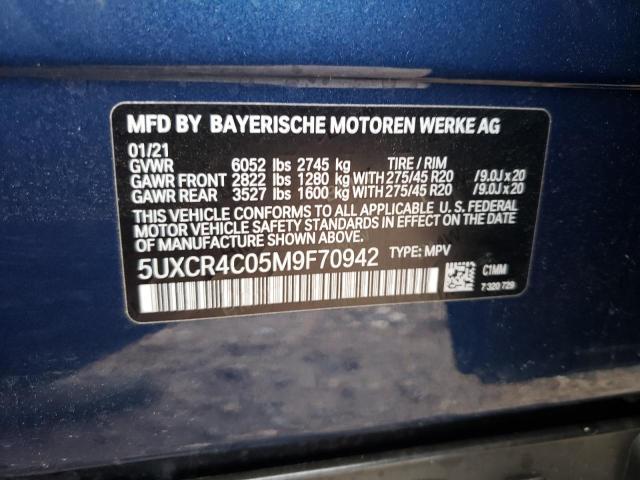 MFD BY BAYERISCHE MOTOREN WERKE AG
01/21
GVWR 6052 lbs 2745 kg TIRE / RIM
GAWR FRONT 2822 lbs 1280 kg WITH 275/45 R20 /9.0J x 20
GAWR REAR 3527 lbs 1600 kg WITH 275/45 R20 /9.0J x 20
THIS VEHICLE CONFORMS TO ALL APPLICABLE U. S. FEDERAL
MOTOR VEHICLE SAFETY STANDARDS IN EFFECT ON THE DATE
OF MANUFACTURE SHOWN ABOVE.
5UXCR4C05M9F70942 TYPE: MPV
C1MM
7 320 729